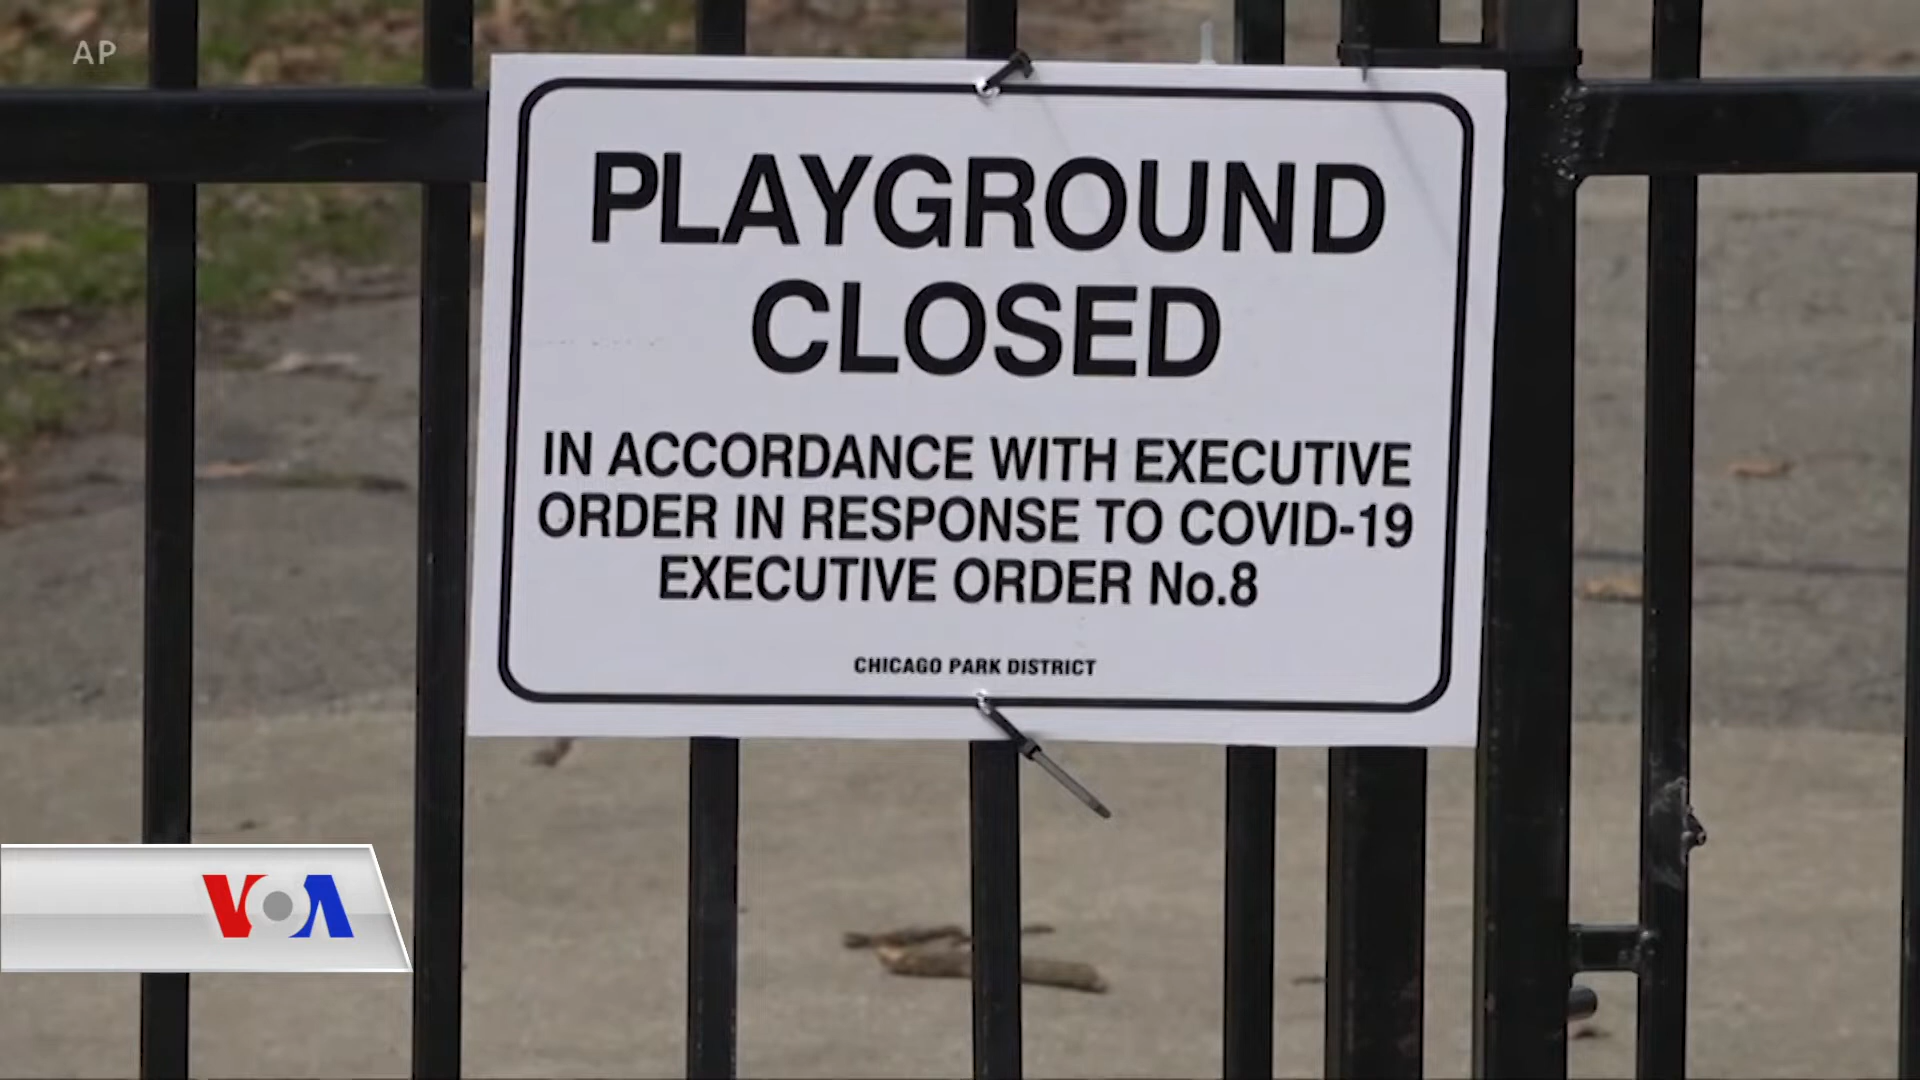 AP
PLAYGROUND
CLOSED
IN ACCORDANCE WITH EXECUTIVE
ORDER IN RESPONSE TO COVID-19
EXECUTIVE ORDER No.8
CHICAGO PARK DISTRICT
VOA